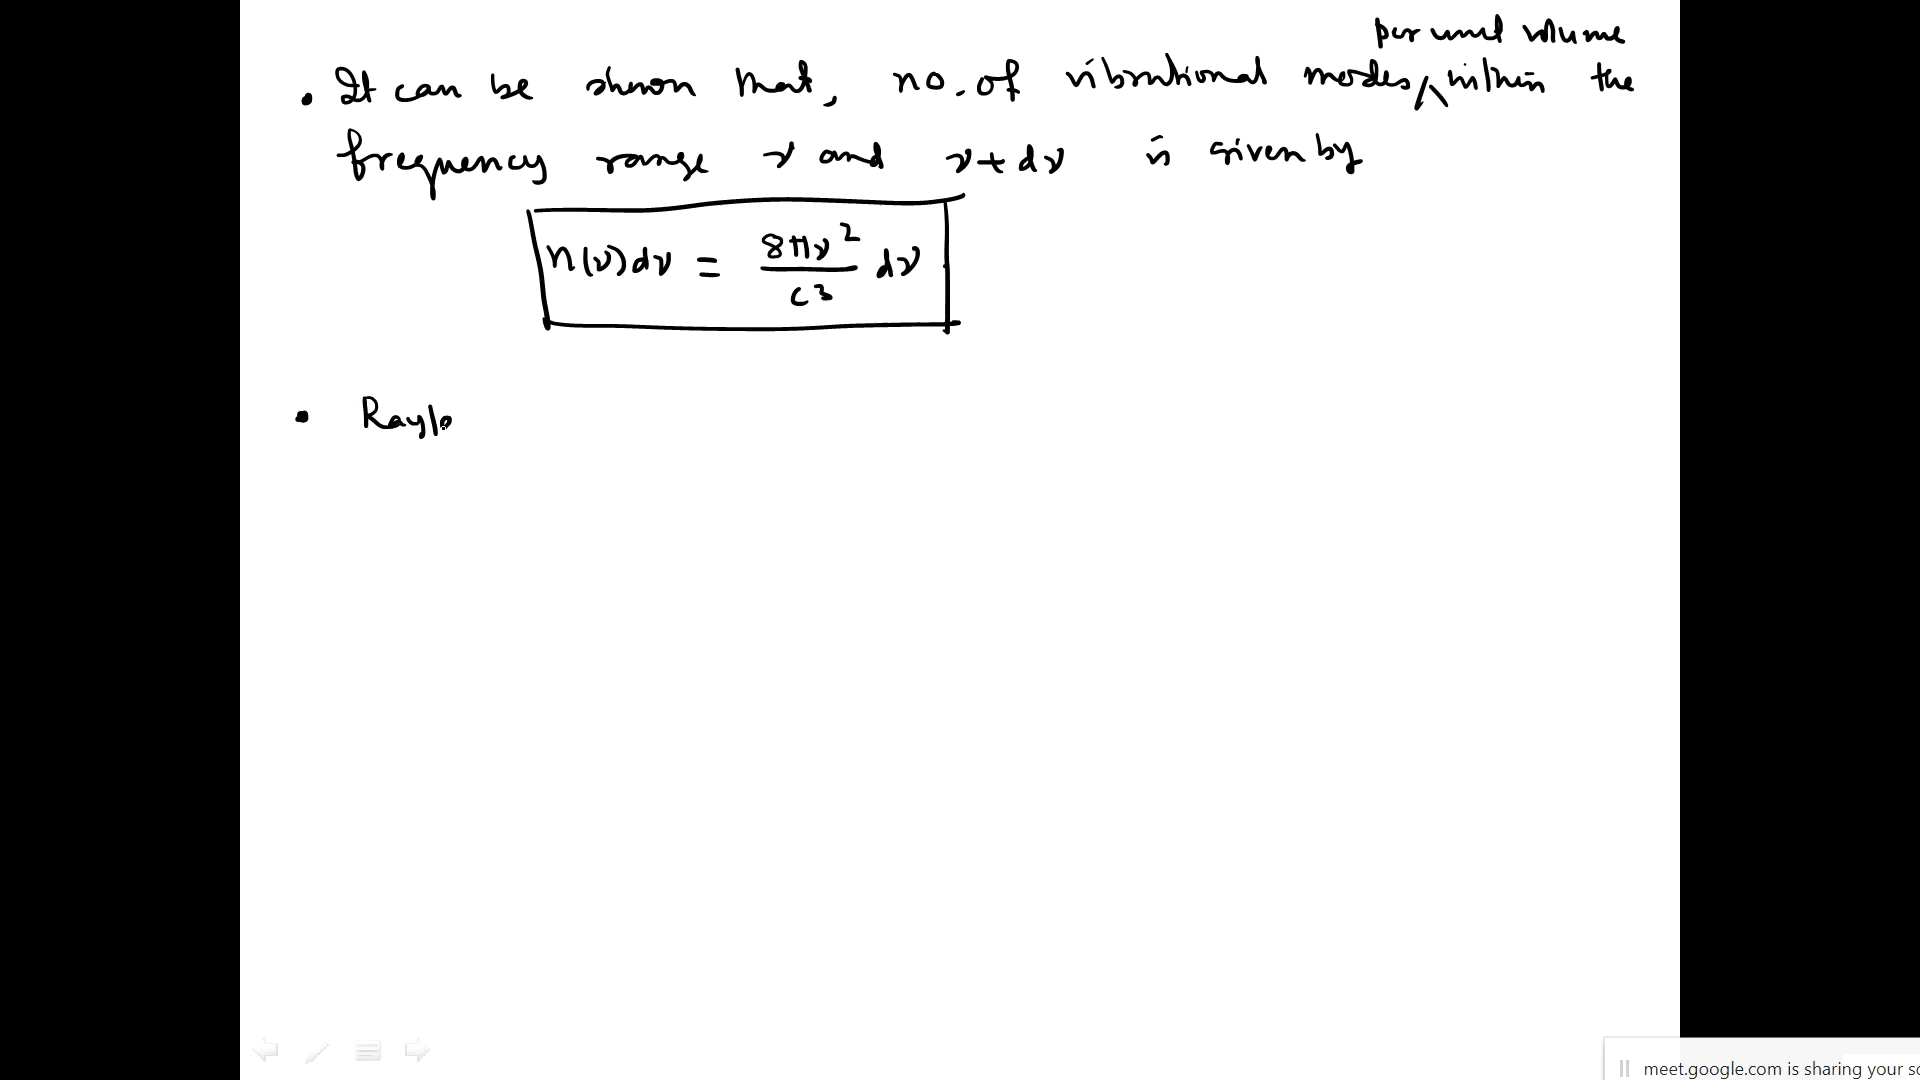 per unit volume
• It can be shown that, no. of vibrational modes/\ within the
frequency range ν and ν + dν is given by
n(ν)dν = 8πν² / c³ dν
• Rayle
meet.google.com is sharing your sc